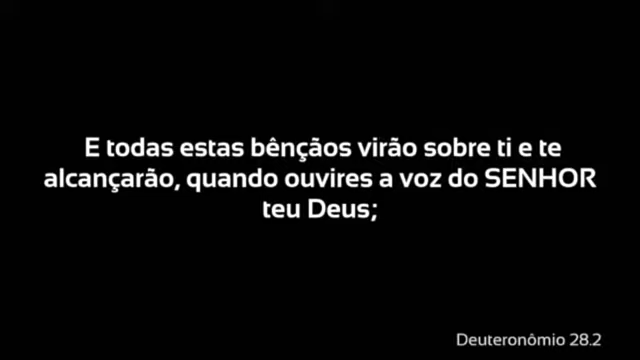 E todas estas bênçãos virão sobre ti e te
alcançarão, quando ouvires a voz do SENHOR
teu Deus;
Deuteronômio 28.2